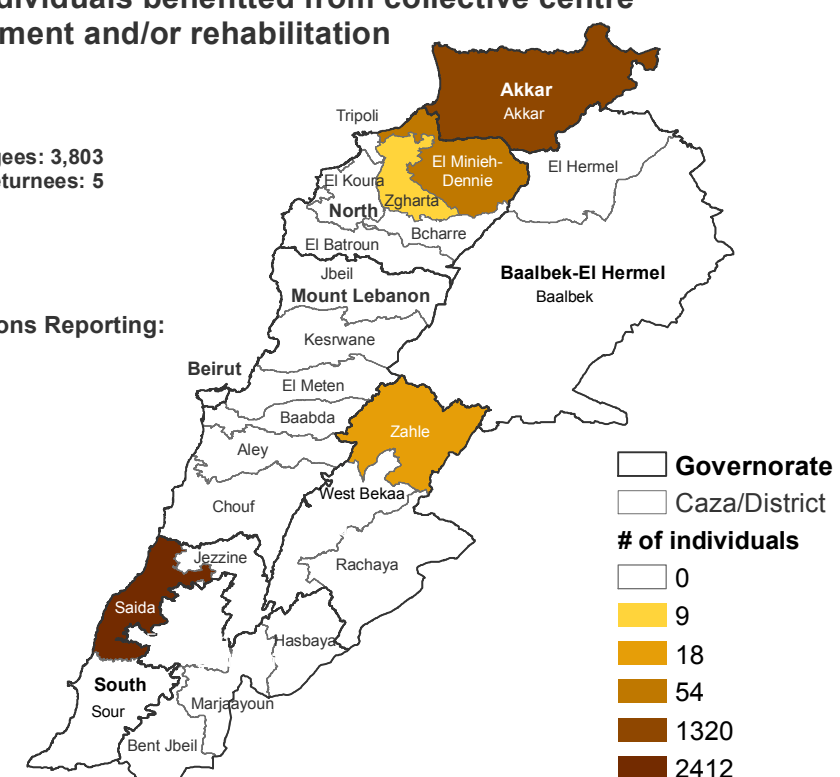 dividuals benefitted from collective centre
ment and/or rehabilitation
gees: 3,803
eturnees: 5
ons Reporting:
Akkar
Akkar
Tripoli
El Minieh-
Dennie
El Hermel
El Koura
Zgharta
North
Bcharre
El Batroun
Baalbek-El Hermel
Baalbek
Jbeil
Mount Lebanon
Kesrwane
Beirut
El Meten
Baabda
Zahle
Aley
West Bekaa
Chouf
Jezzine
Rachaya
Saida
Hasbaya
South
Sour
Marjaayoun
Bent Jbeil
Governorate
Caza/District
# of individuals
0
9
18
54
1320
2412